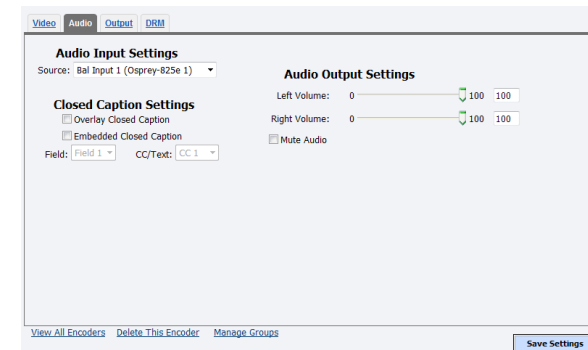 Video Audio Output DRM
Audio Input Settings
Source: Bal Input 1 (Osprey-825e 1)
Closed Caption Settings
Overlay Closed Caption
Embedded Closed Caption
Field: Field 1 CC/Text: CC 1
Audio Output Settings
Left Volume: 0 100 100
Right Volume: 0 100 100
Mute Audio
View All Encoders Delete This Encoder Manage Groups
Save Settings